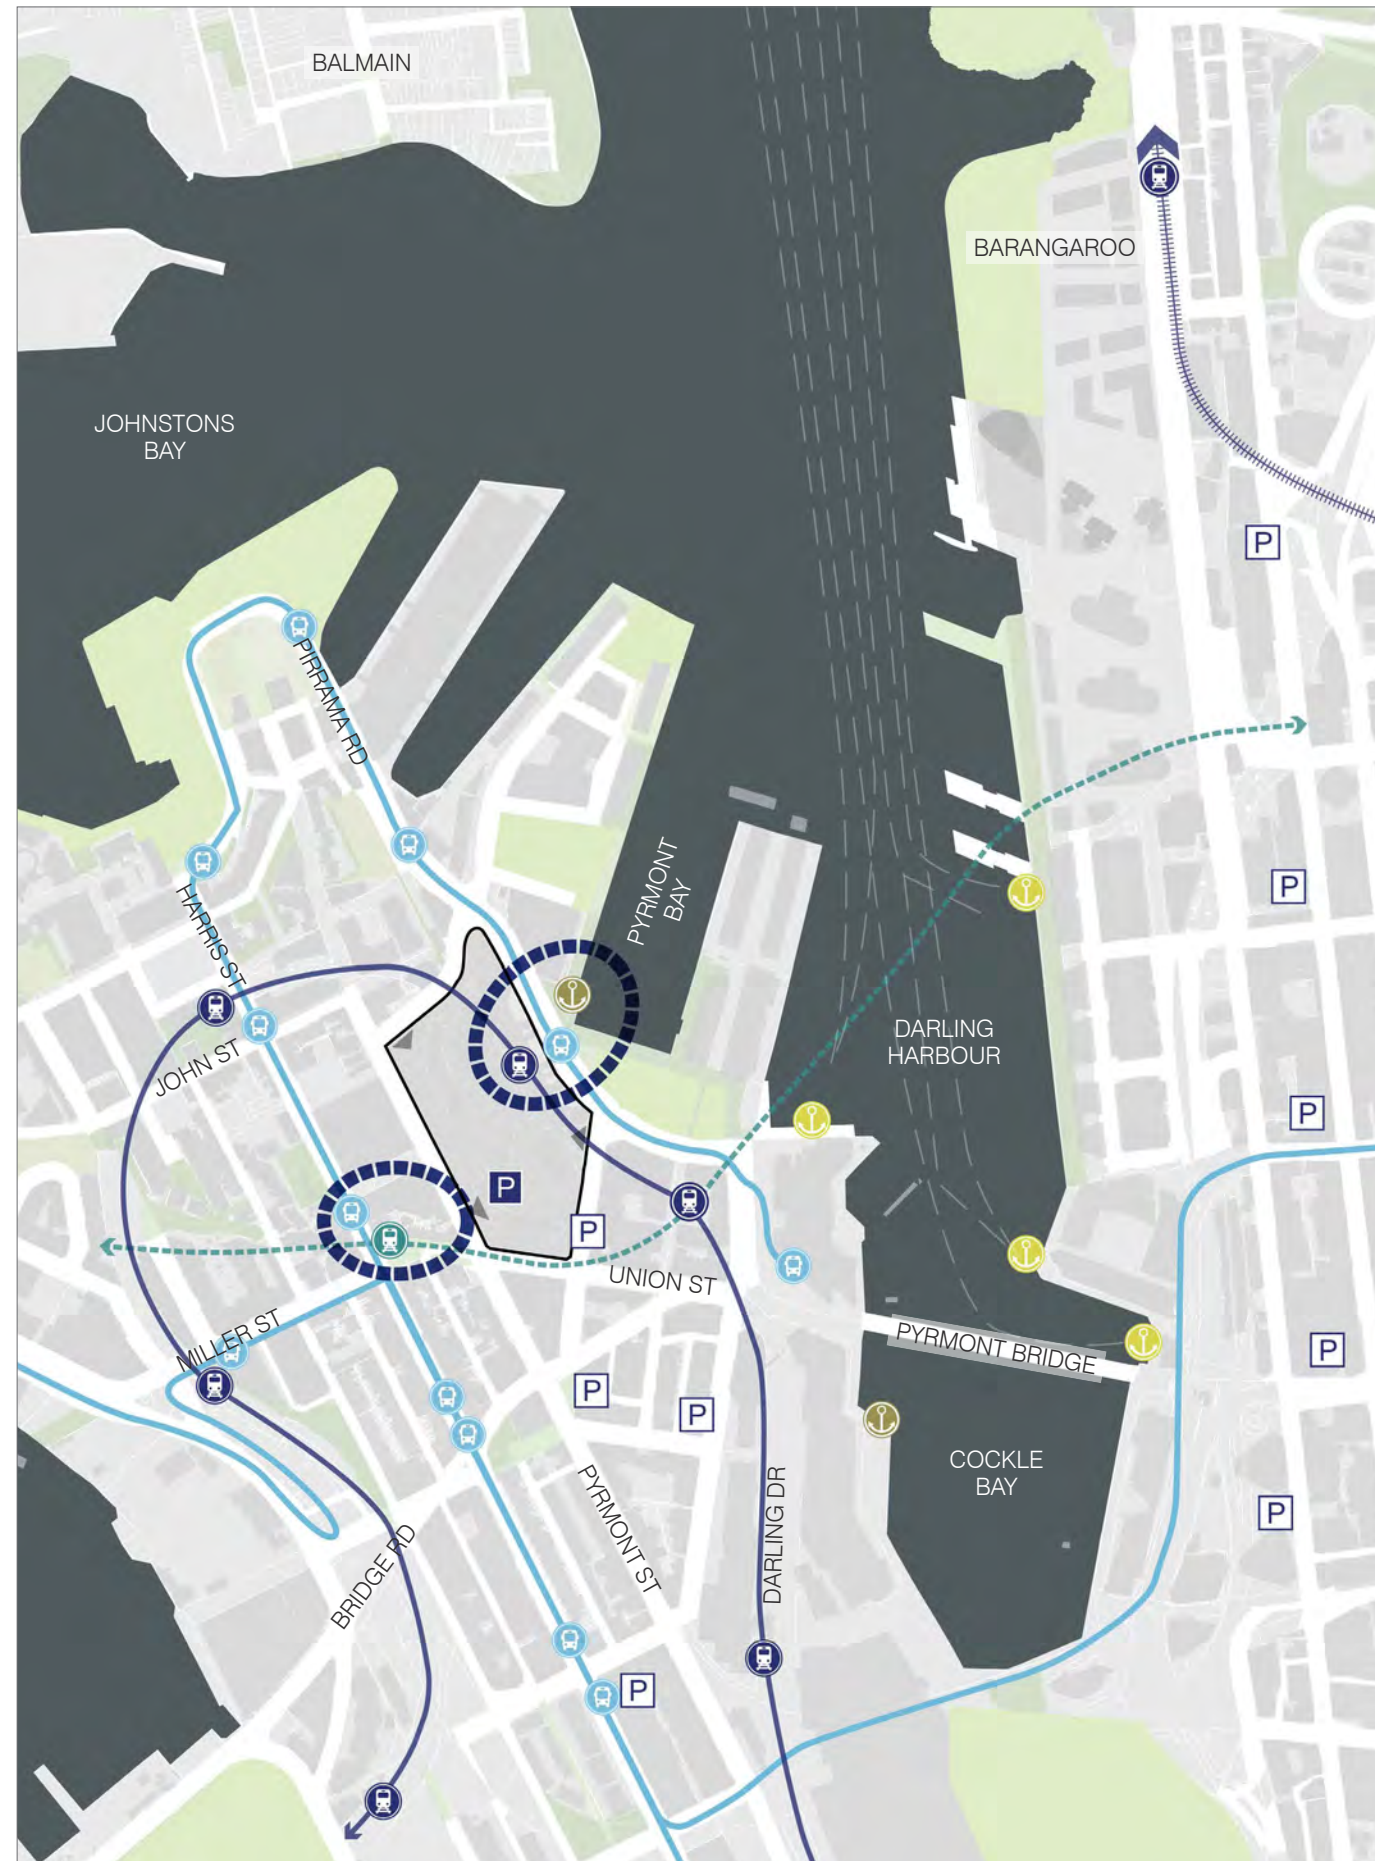 BALMAIN
BARANGAROO
JOHNSTONS
BAY
P
PIRRAMA RD
PYRMONT
BAY
P
HARRIS ST
DARLING
HARBOUR
JOHN ST
P
P
P
UNION ST
PYRMONT BRIDGE
MILLER ST
P
P
P
COCKLE
BAY
P
PYRMONT ST
DARLING DR
BRIDGE RD
P